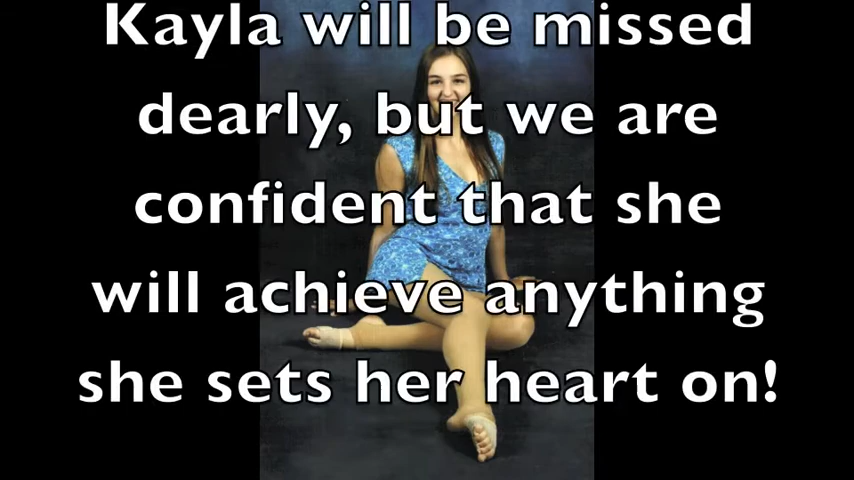 Kayla will be missed
dearly, but we are
confident that she
will achieve anything
she sets her heart on!